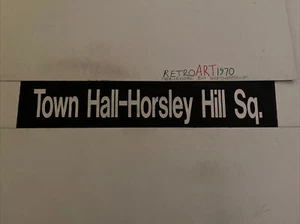 RETROART1970
Town Hall-Horsley Hill Sq.